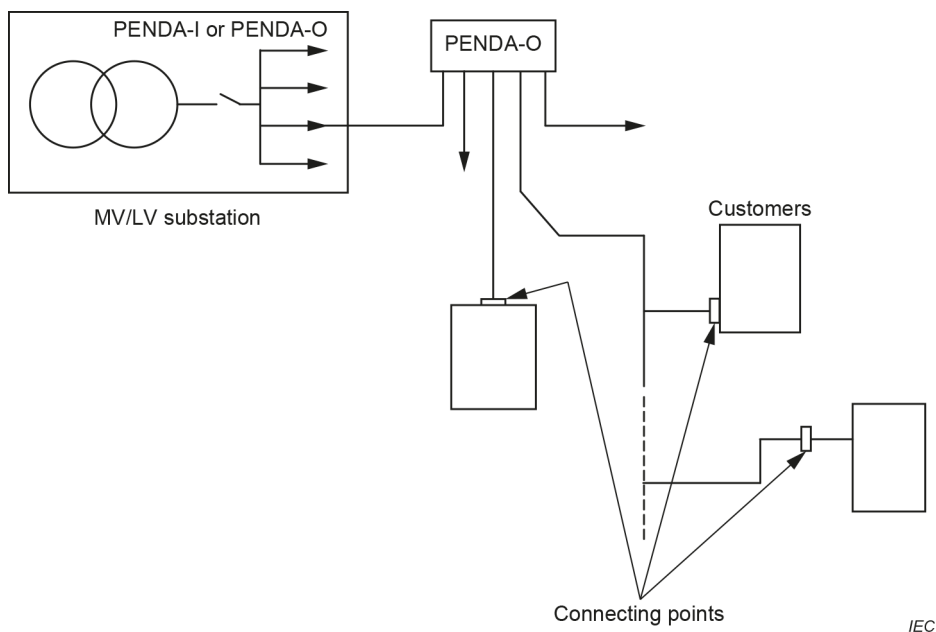 PENDA-I or PENDA-O
PENDA-O
MV/LV substation
Customers
Connecting points
IEC